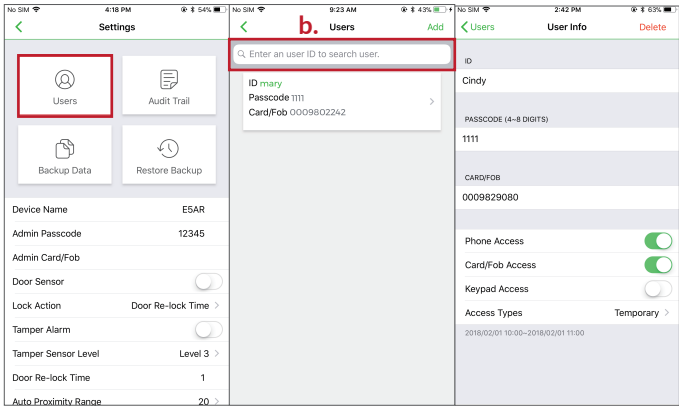 No SIM 4:18 PM 54%
Settings
Users Audit Trail
Backup Data Restore Backup
Device Name E5AR
Admin Passcode 12345
Admin Card/Fob
Door Sensor
Lock Action Door Re-lock Time >
Tamper Alarm
Tamper Sensor Level Level 3 >
Door Re-lock Time 1
Auto Proximity Range 20 >
No SIM 9:23 AM 43%
b. Users Add
Enter an user ID to search user.
ID mary
Passcode 1111
Card/Fob 0009802242
No SIM 2:42 PM 63%
Users User Info Delete
ID
Cindy
PASSCODE (4~8 DIGITS)
1111
CARD/FOB
0009829080
Phone Access
Card/Fob Access
Keypad Access
Access Types Temporary >
2018/02/01 10:00~2018/02/01 11:00